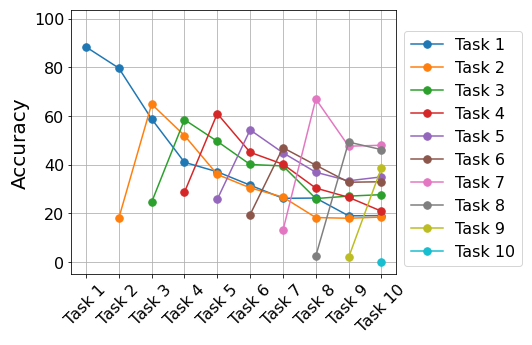 Accuracy
100
80
60
40
20
0
Task 1
Task 2
Task 3
Task 4
Task 5
Task 6
Task 7
Task 8
Task 9
Task 10
Task 1
Task 2
Task 3
Task 4
Task 5
Task 6
Task 7
Task 8
Task 9
Task 10